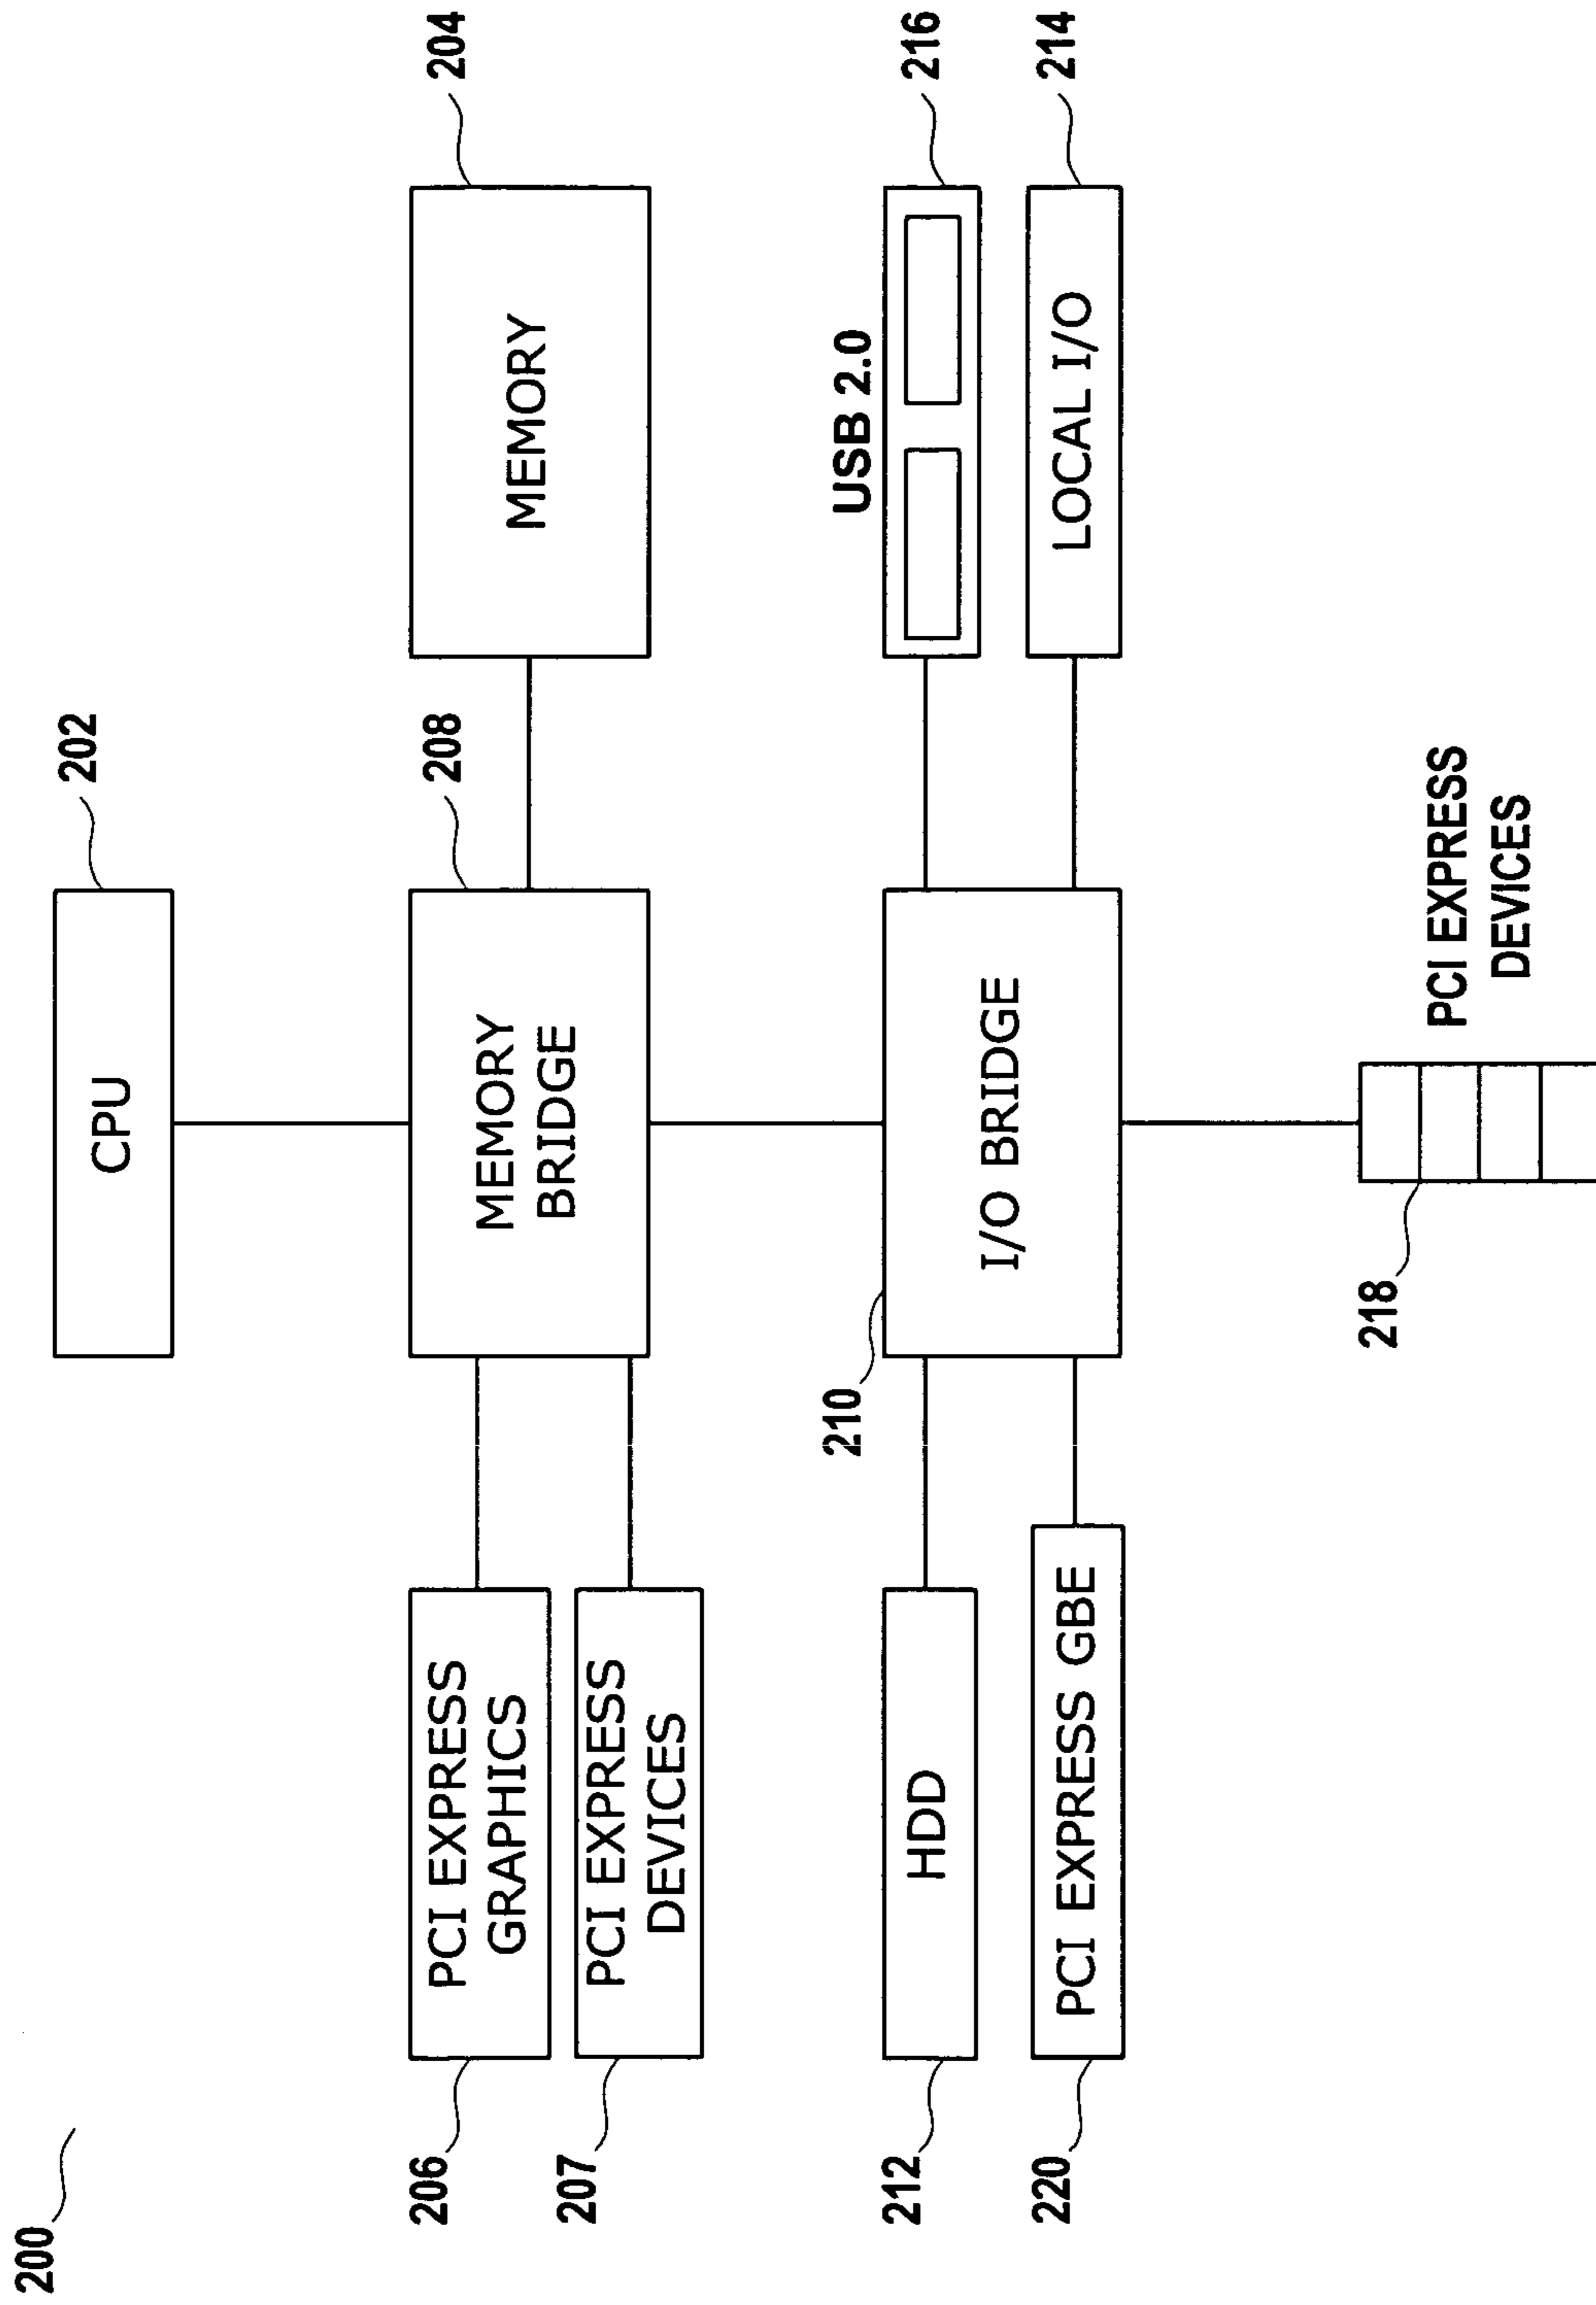 200
CPU
202
206
PCI EXPRESS
GRAPHICS
MEMORY
BRIDGE
208
MEMORY
204
207
PCI EXPRESS
DEVICES
210
USB 2.0
212
HDD
I/O BRIDGE
216
220
PCI EXPRESS GBE
LOCAL I/O
214
218
PCI EXPRESS
DEVICES